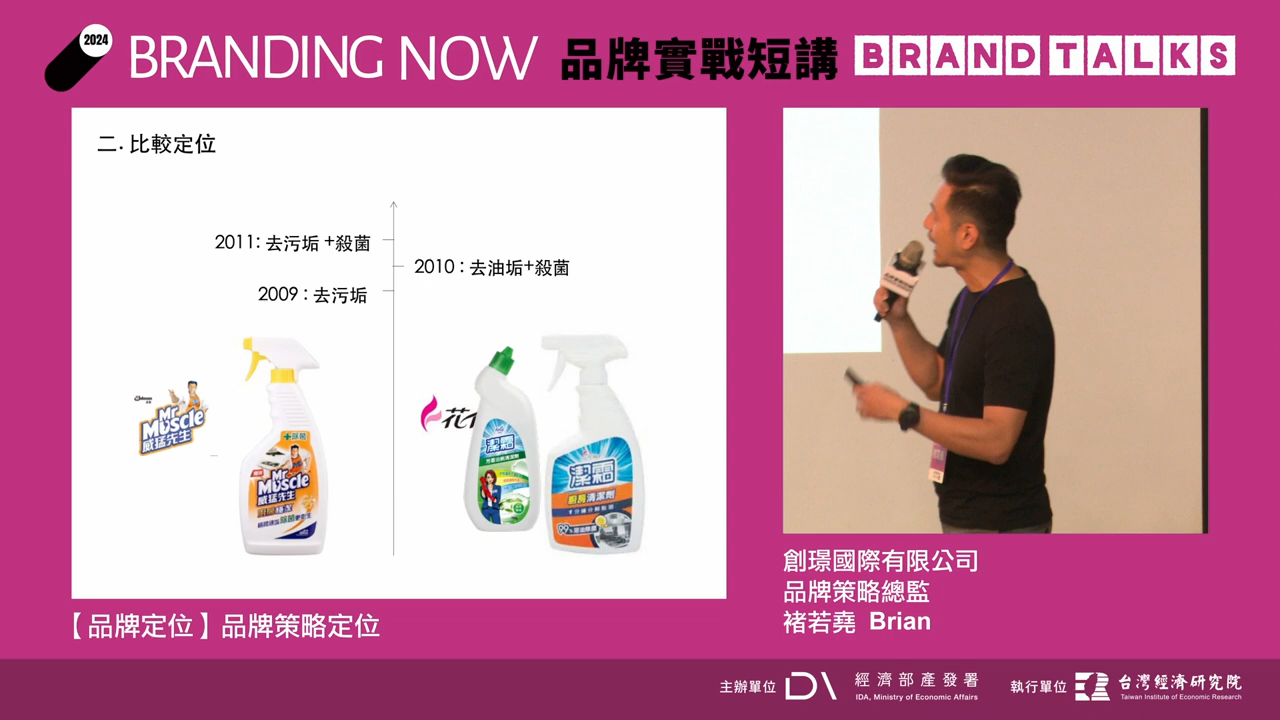 2024 BRANDING NOW 品牌實戰短講 BRAND TALKS
二. 比較定位
2011: 去污垢 +殺菌
2010 : 去油垢+殺菌
2009 : 去污垢
Johnson
Mr Muscle
威猛先生
除菌
Mr Muscle
威猛先生
花
潔霜
潔霜
廚房清潔劑
99%
【 品牌定位 】品牌策略定位
創璟國際有限公司
品牌策略總監
褚若堯 Brian
主辦單位 經濟部產發署
IDA, Ministry of Economic Affairs
執行單位 台灣經濟研究院
Taiwan Institute of Economic Research